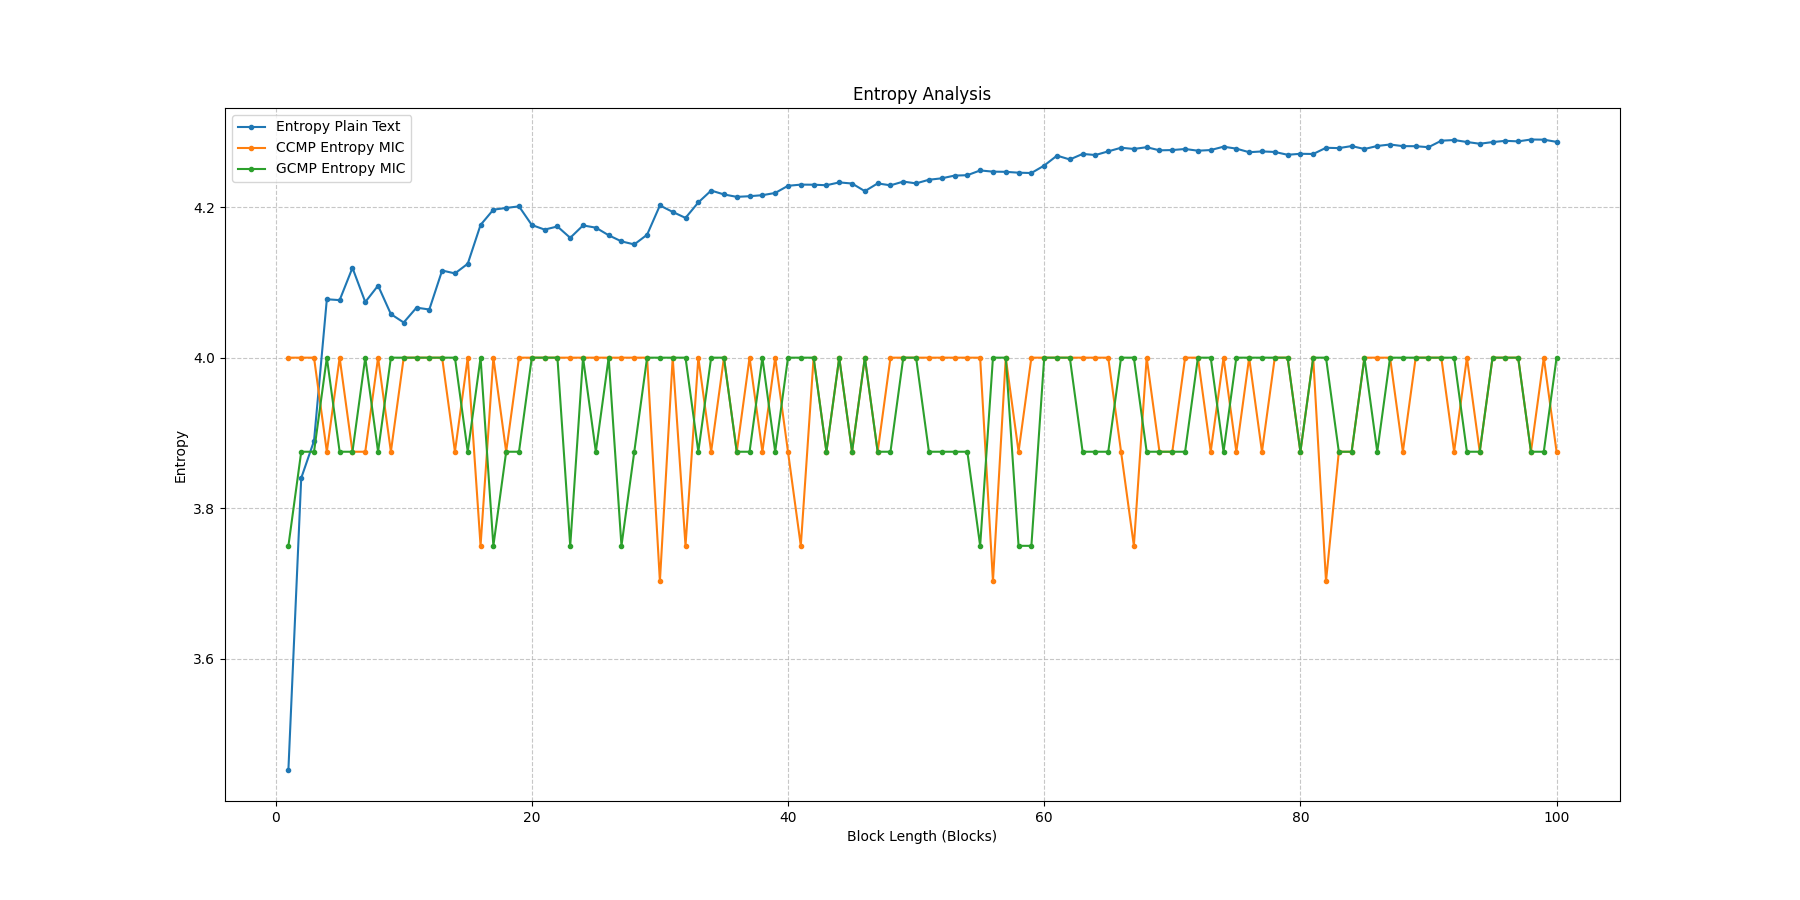 Entropy Analysis
Entropy Plain Text
CCMP Entropy MIC
GCMP Entropy MIC
4.2
4.0
3.8
3.6
Entropy
0 20 40 60 80 100
Block Length (Blocks)